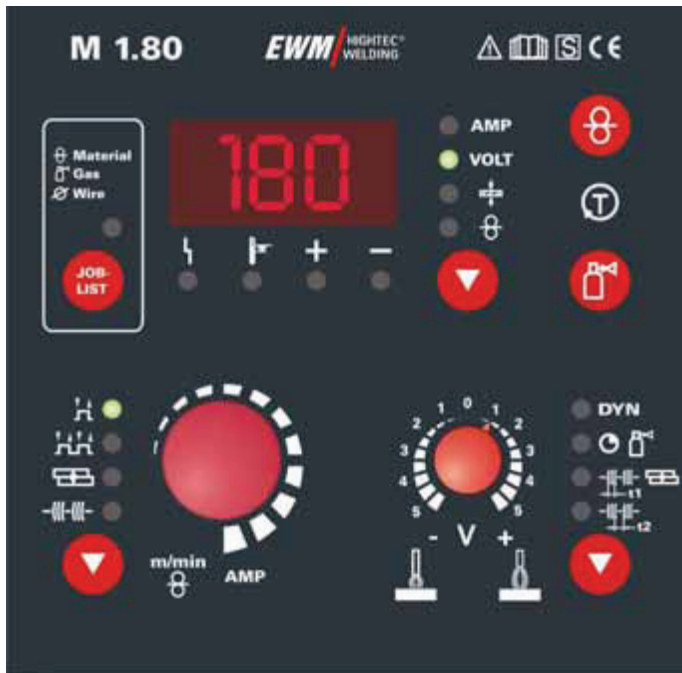 M 1.80
EWM HIGHTEC®
WELDING
S CE
Material
Gas
Wire
JOB-
LIST
180
+ -
AMP
VOLT
T
m/min
AMP
5 4 3 2 1 0 1 2 3 4 5
- V +
DYN
t1
t2